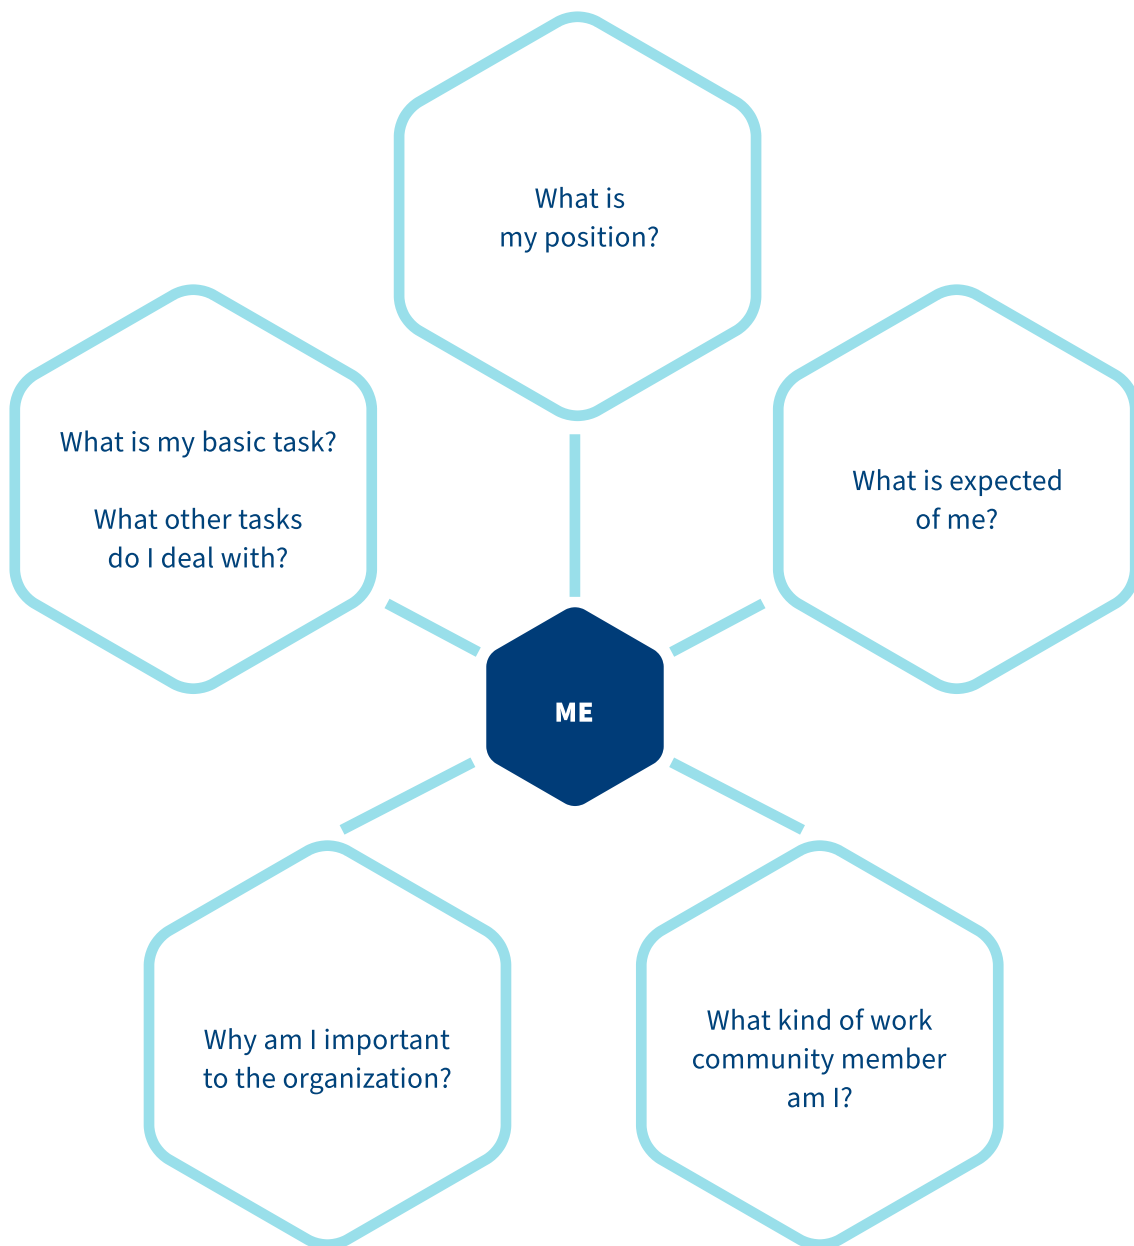 What is
my position?
What is my basic task?
What other tasks
do I deal with?
What is expected
of me?
ME
Why am I important
to the organization?
What kind of work
community member
am I?